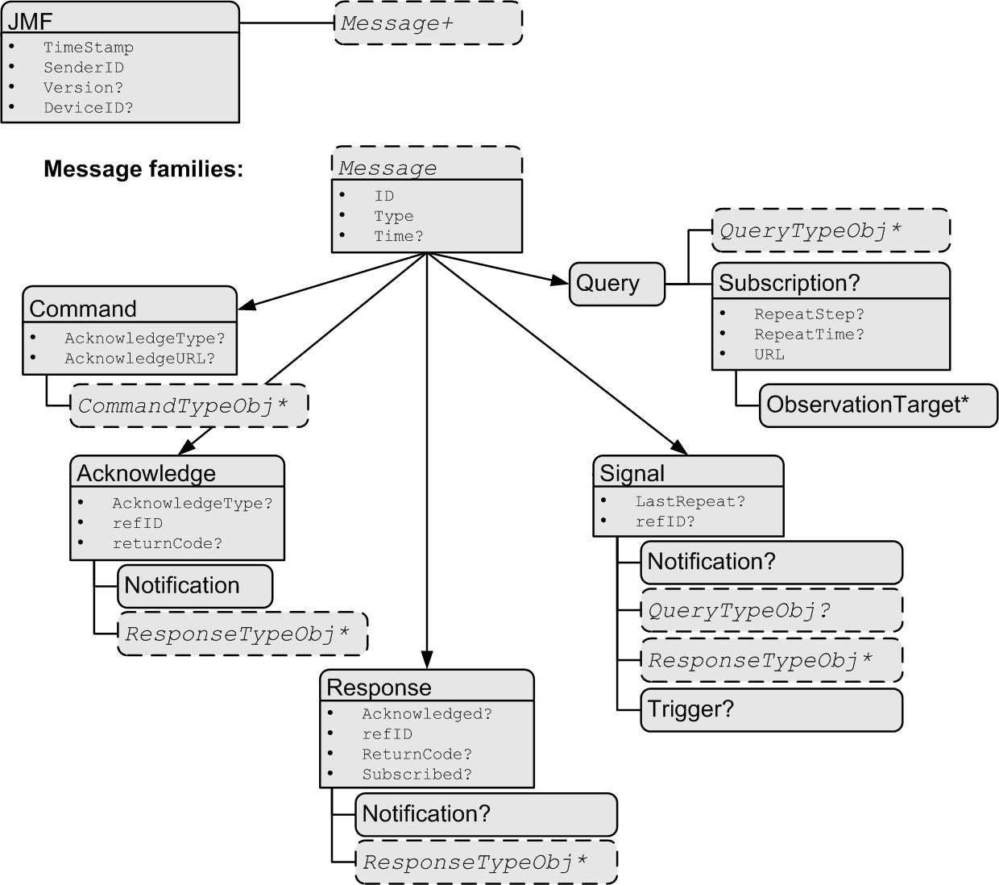 JMF
• TimeStamp
• SenderID
• Version?
• DeviceID?
Message+
Message families:
Message
• ID
• Type
• Time?
Query
QueryTypeObj*
Subscription?
• RepeatStep?
• RepeatTime?
• URL
ObservationTarget*
Command
• AcknowledgeType?
• AcknowledgeURL?
CommandTypeObj*
Acknowledge
• AcknowledgeType?
• refID
• returnCode?
Notification
ResponseTypeObj*
Signal
• LastRepeat?
• refID?
Notification?
QueryTypeObj?
ResponseTypeObj*
Trigger?
Response
• Acknowledged?
• refID
• ReturnCode?
• Subscribed?
Notification?
ResponseTypeObj*